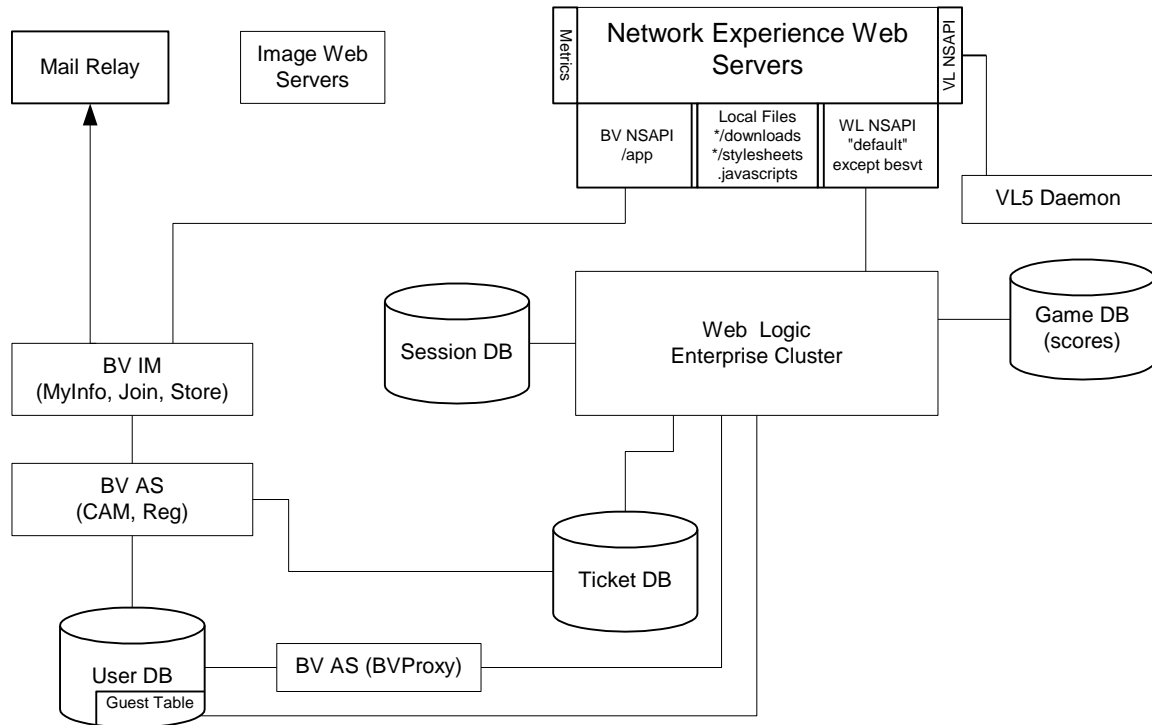 Mail Relay
Image Web
Servers
Metrics
Network Experience Web
Servers
VL NSAPI
BV NSAPI
/app
Local Files
*/downloads
*/stylesheets
.javascripts
WL NSAPI
"default"
except besvt
VL5 Daemon
Session DB
Web Logic
Enterprise Cluster
Game DB
(scores)
BV IM
(MyInfo, Join, Store)
BV AS
(CAM, Reg)
Ticket DB
User DB
Guest Table
BV AS (BVProxy)